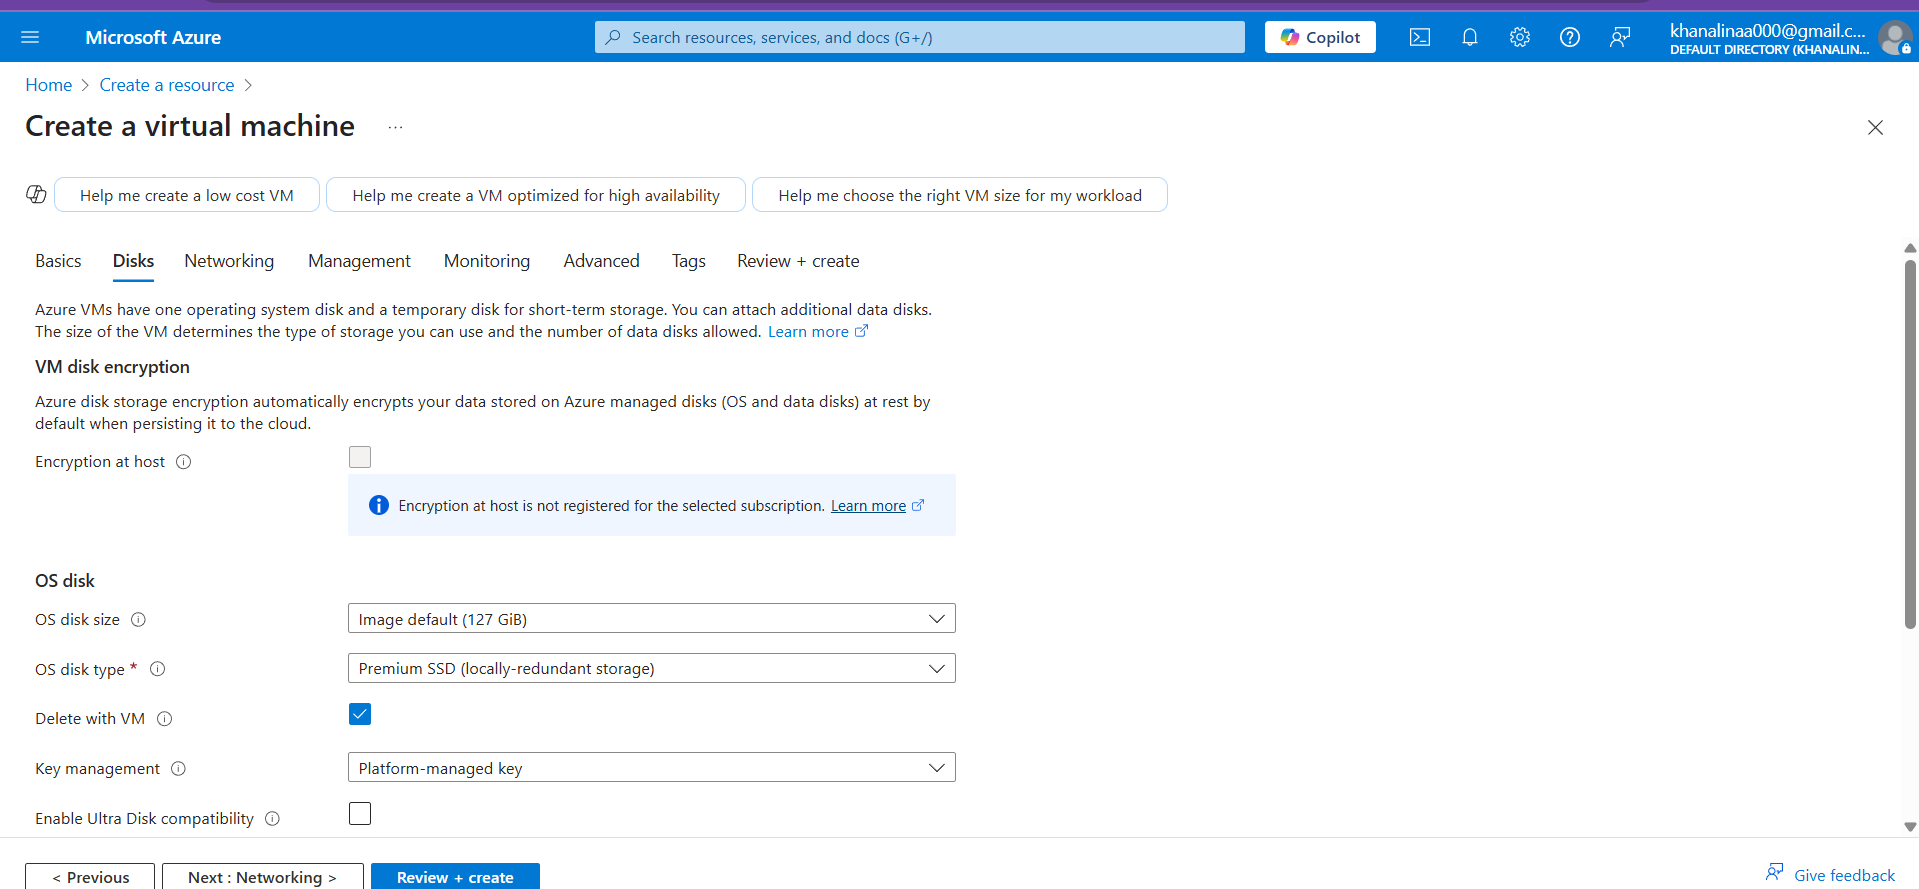 Microsoft Azure
Search resources, services, and docs (G+/)
Copilot
khanalinaa000@gmail.c...
DEFAULT DIRECTORY (KHANALIN...
Home > Create a resource >
Create a virtual machine ...
Help me create a low cost VM
Help me create a VM optimized for high availability
Help me choose the right VM size for my workload
Basics Disks Networking Management Monitoring Advanced Tags Review + create
Azure VMs have one operating system disk and a temporary disk for short-term storage. You can attach additional data disks.
The size of the VM determines the type of storage you can use and the number of data disks allowed. Learn more
VM disk encryption
Azure disk storage encryption automatically encrypts your data stored on Azure managed disks (OS and data disks) at rest by
default when persisting it to the cloud.
Encryption at host
Encryption at host is not registered for the selected subscription. Learn more
OS disk
OS disk size
Image default (127 GiB)
OS disk type *
Premium SSD (locally-redundant storage)
Delete with VM
Key management
Platform-managed key
Enable Ultra Disk compatibility
< Previous
Next : Networking >
Review + create
Give feedback